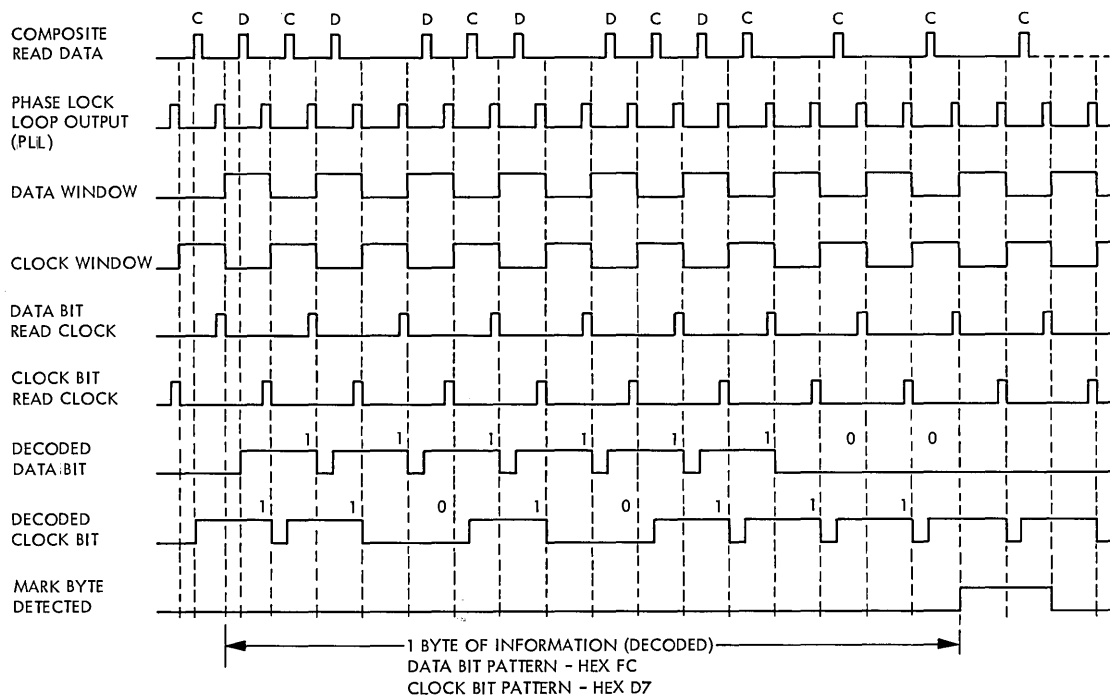 C D C D D C D D C D C C C C
COMPOSITE
READ DATA
PHASE LOCK
LOOP OUTPUT
(PLL)
DATA WINDOW
CLOCK WINDOW
DATA BIT
READ CLOCK
CLOCK BIT
READ CLOCK
1 1 1 1 1 1 0 0
DECODED
DATA BIT
1 1 0 1 0 1 1 1
DECODED
CLOCK BIT
MARK BYTE
DETECTED
1 BYTE OF INFORMATION (DECODED)
DATA BIT PATTERN - HEX FC
CLOCK BIT PATTERN - HEX D7